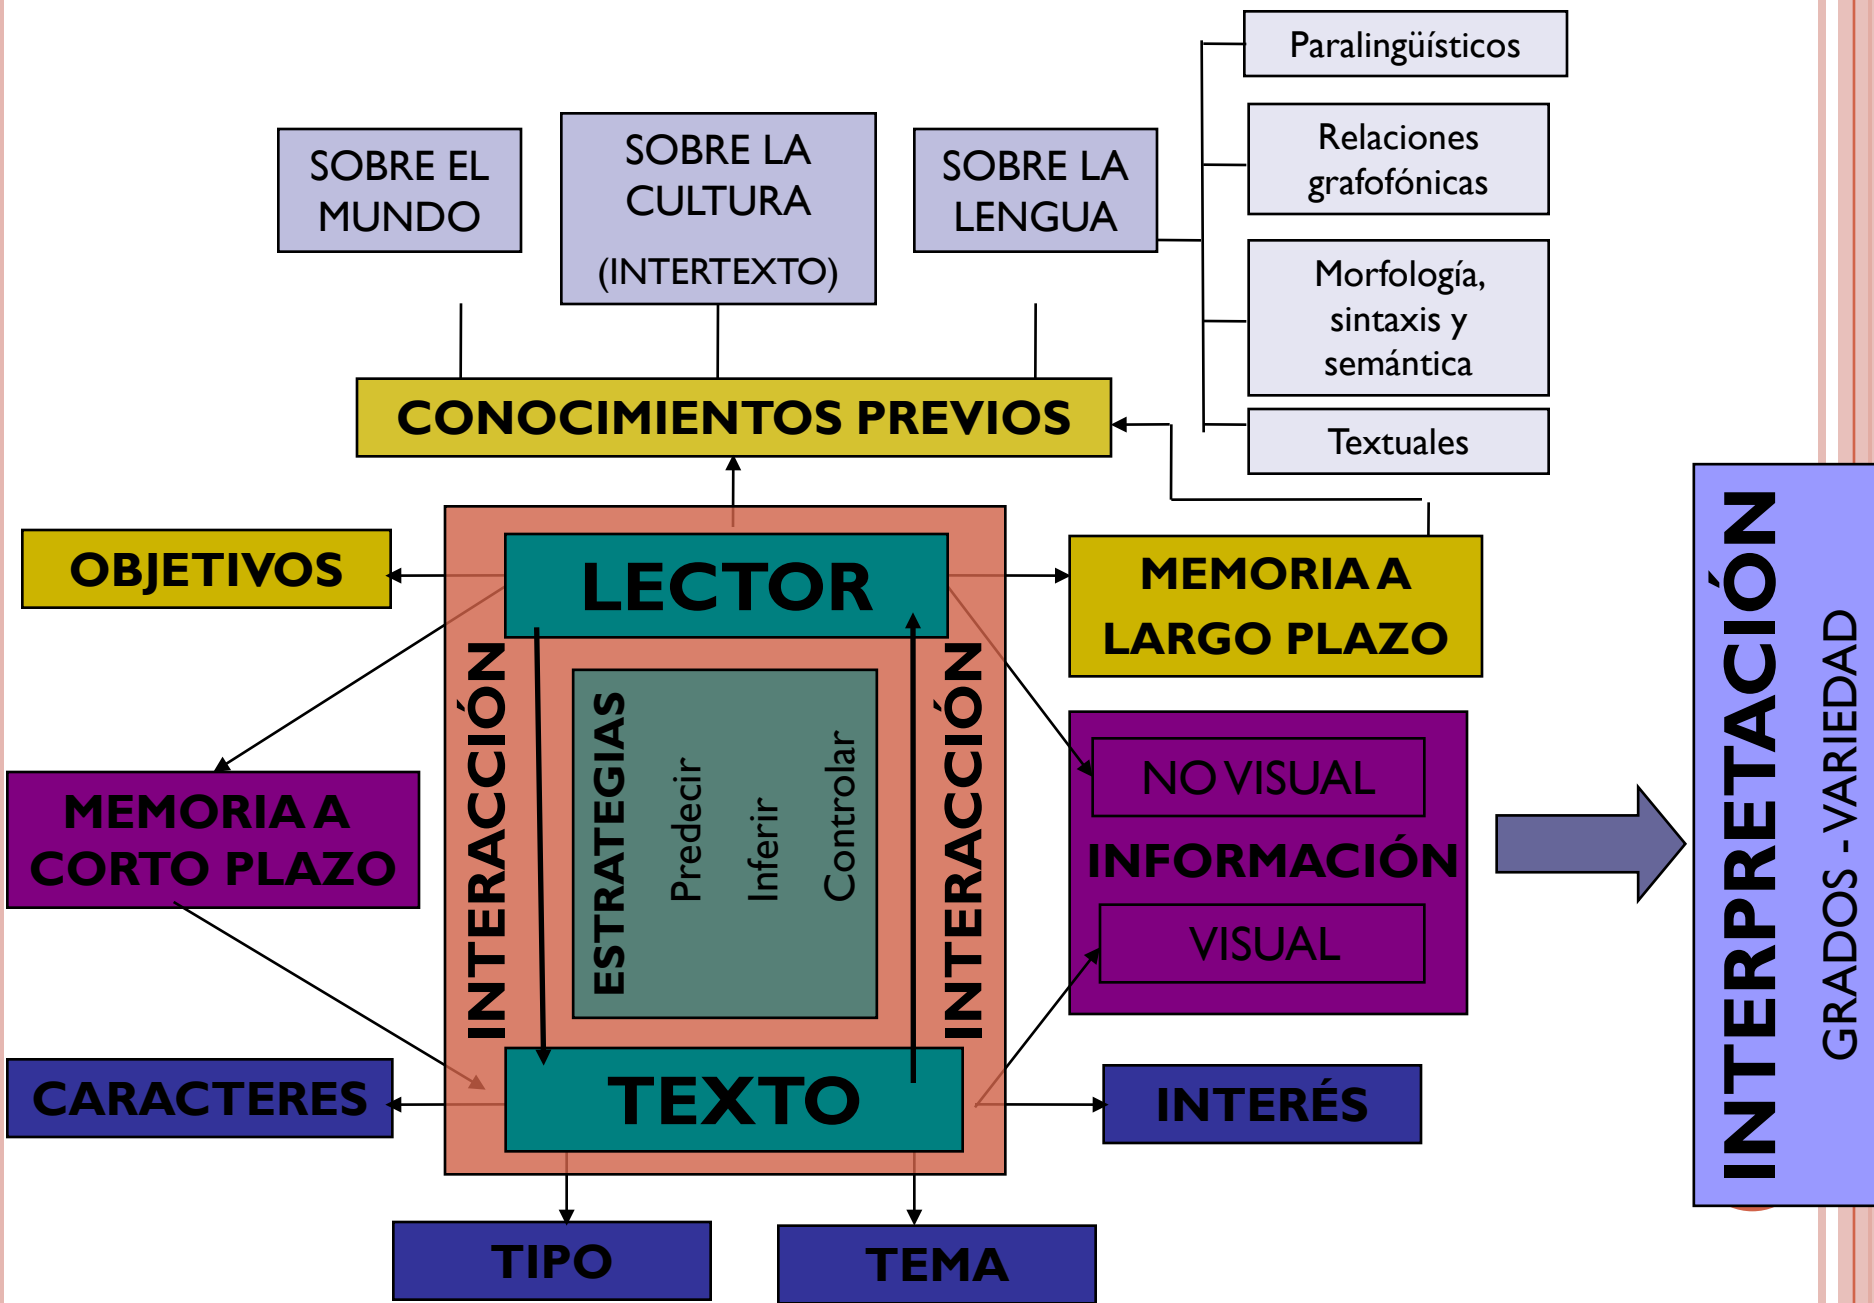 Paralingüísticos
SOBRE EL
MUNDO
SOBRE LA
CULTURA
(INTERTEXTO)
SOBRE LA
LENGUA
Relaciones
grafofónicas
Morfología,
sintaxis y
semántica
Textuales
CONOCIMIENTOS PREVIOS
OBJETIVOS
LECTOR
MEMORIA A
LARGO PLAZO
INTERACCIÓN
ESTRATEGIAS
Predecir
Inferir
Controlar
INTERACCIÓN
MEMORIA A
CORTO PLAZO
NO VISUAL
INFORMACIÓN
VISUAL
INTERPRETACIÓN
GRADOS - VARIEDAD
CARACTERES
TEXTO
INTERÉS
TIPO
TEMA